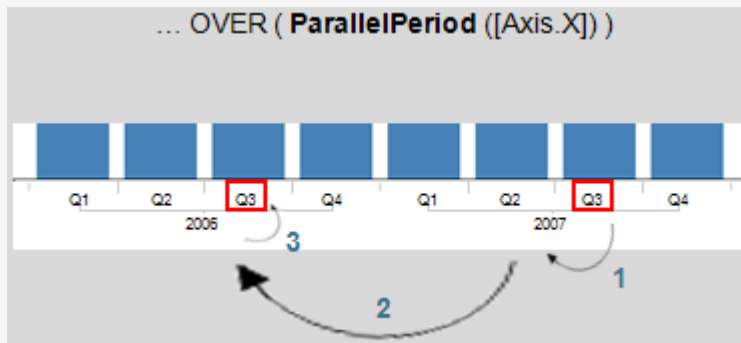 ... OVER ( ParallelPeriod ([Axis.X]) )
Q1 Q2 Q3 Q4 Q1 Q2 Q3 Q4
2006 2007
3
1
2